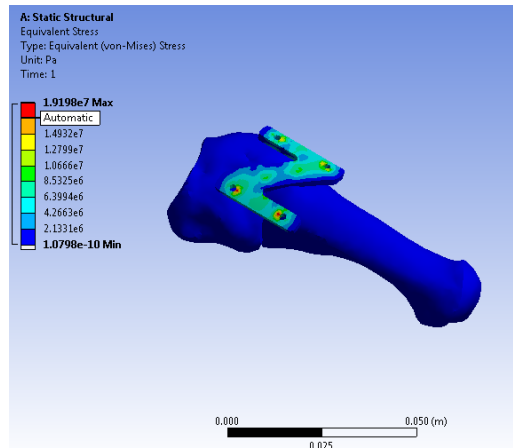 A: Static Structural
Equivalent Stress
Type: Equivalent (von-Mises) Stress
Unit: Pa
Time: 1
1.9198e7 Max
Automatic
1.4932e7
1.2799e7
1.0666e7
8.5325e6
6.3994e6
4.2663e6
2.1331e6
1.0798e-10 Min
0.000 0.050 (m)
0.025